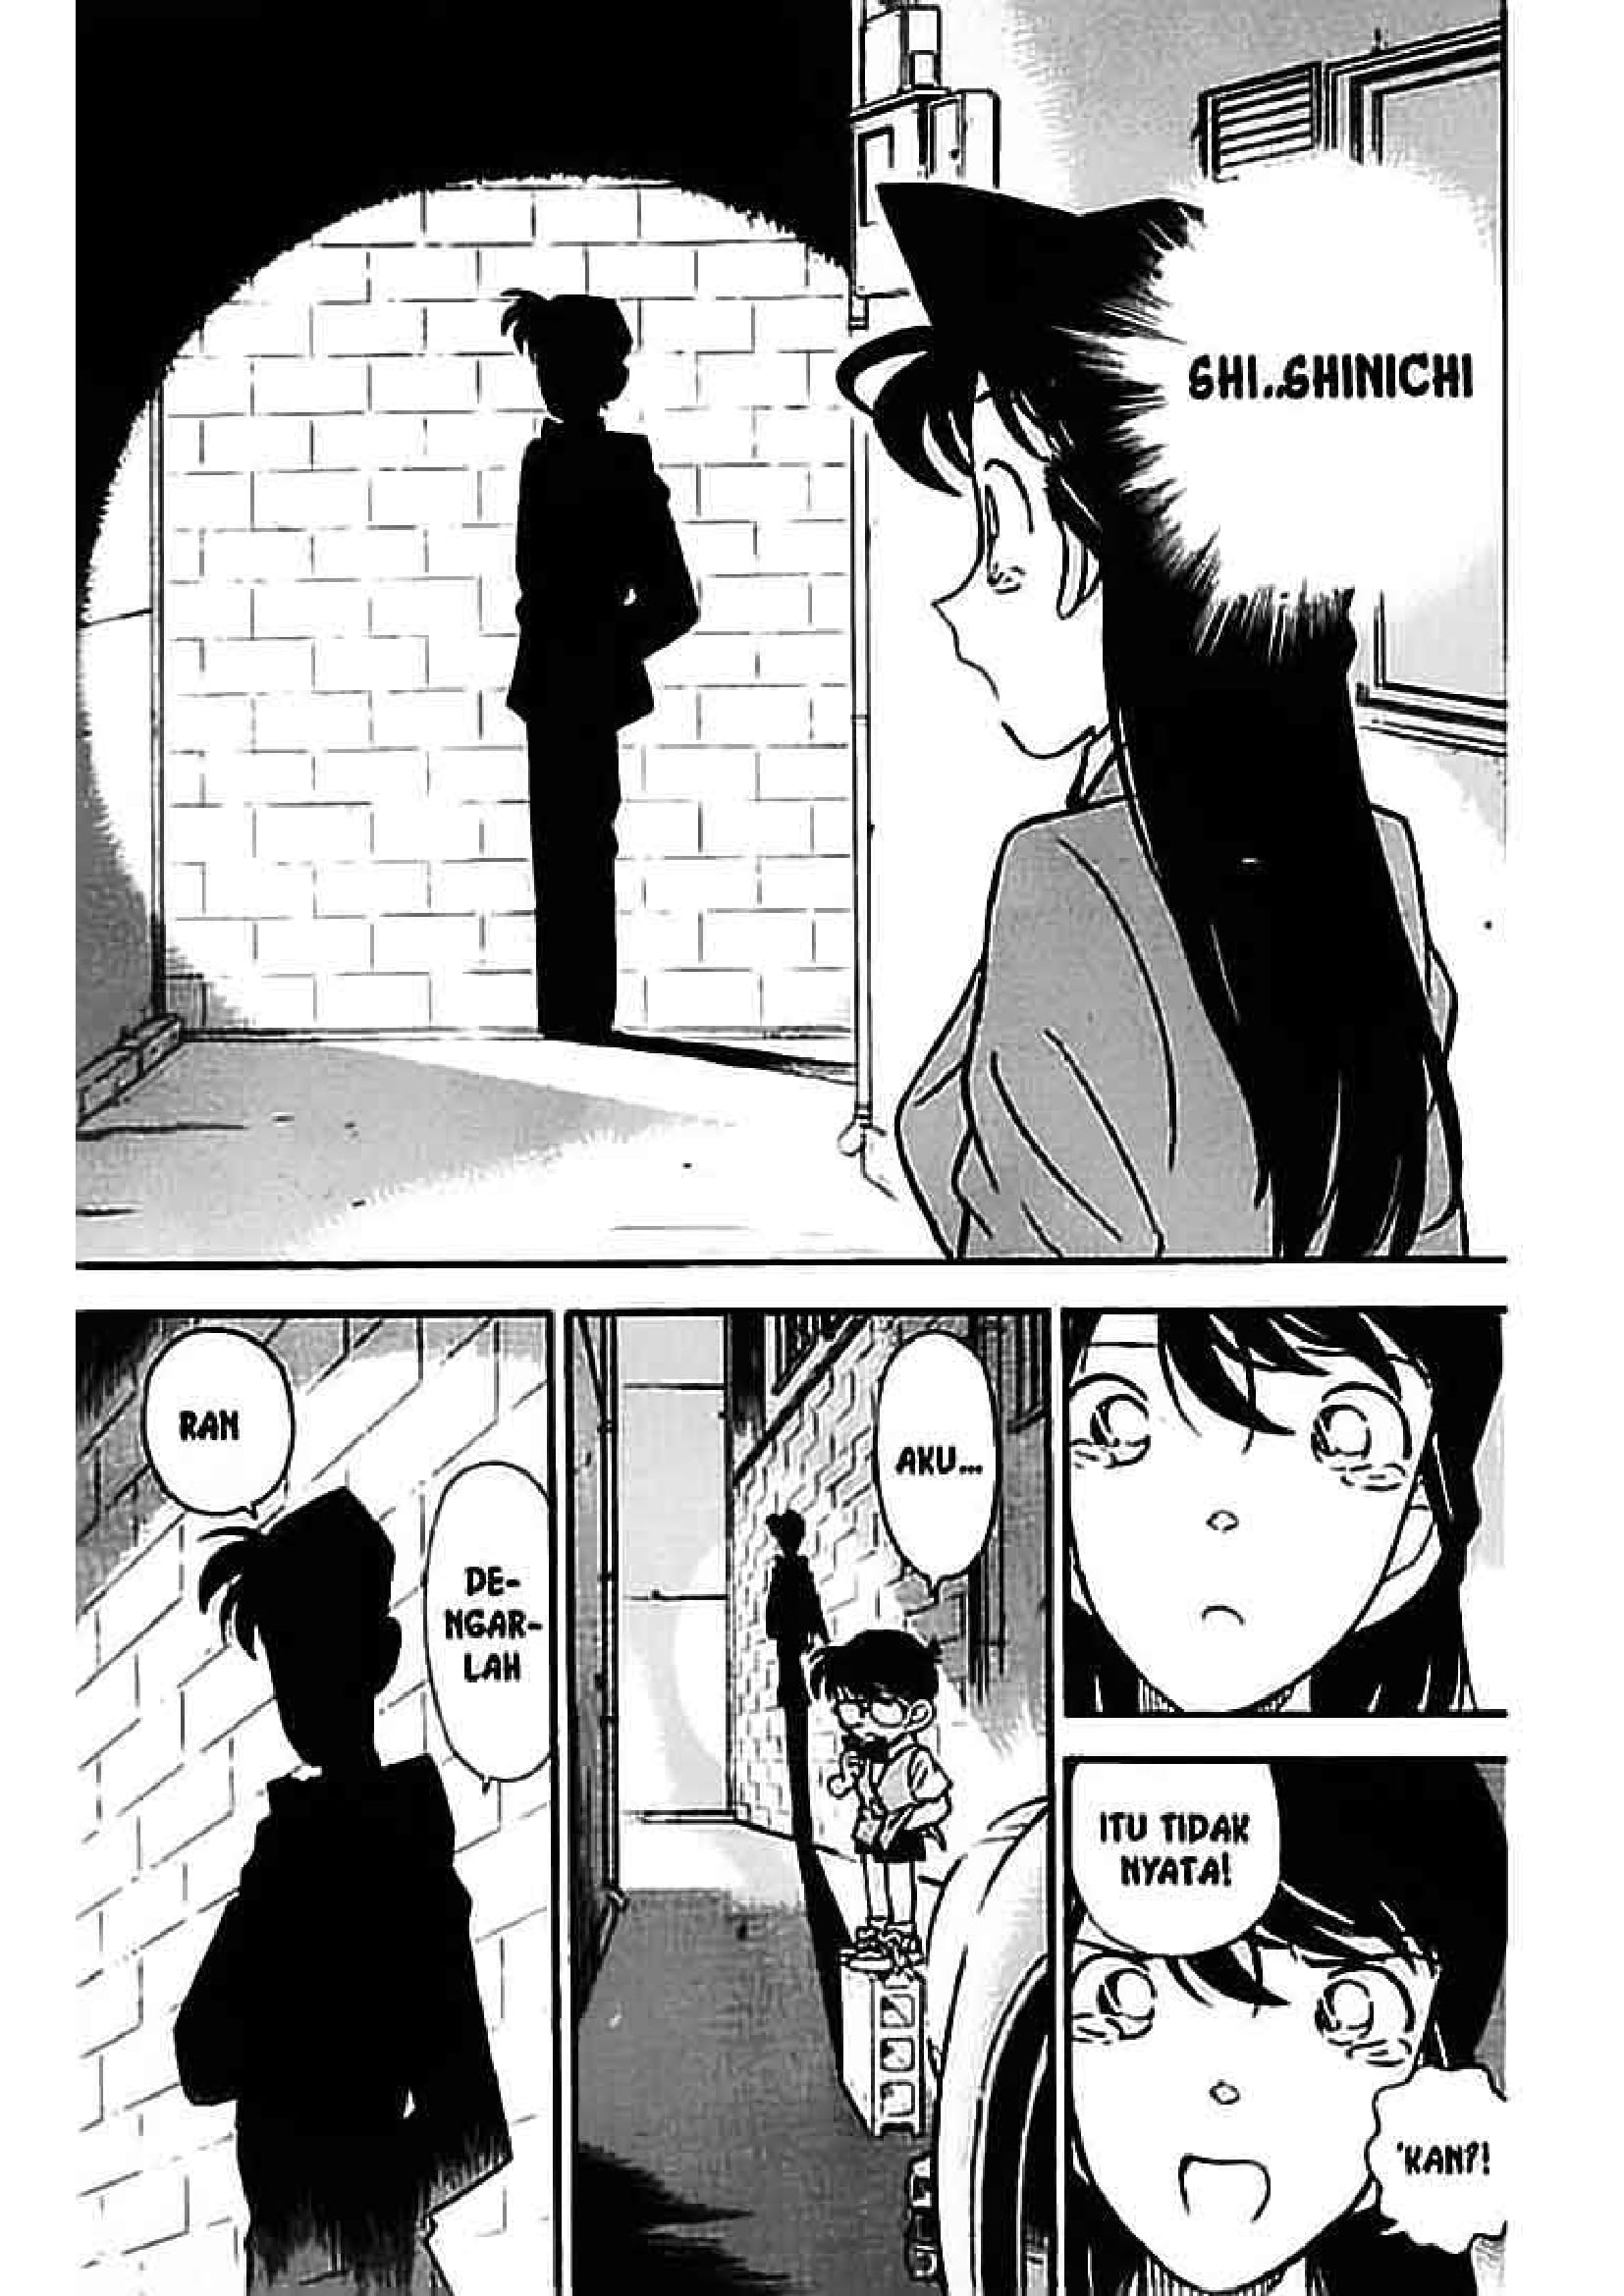 SHI..SHINICHI
ITU TIDAK
NYATA!
'KAN?!
AKU...
RAN
DE-
NGAR-
LAH